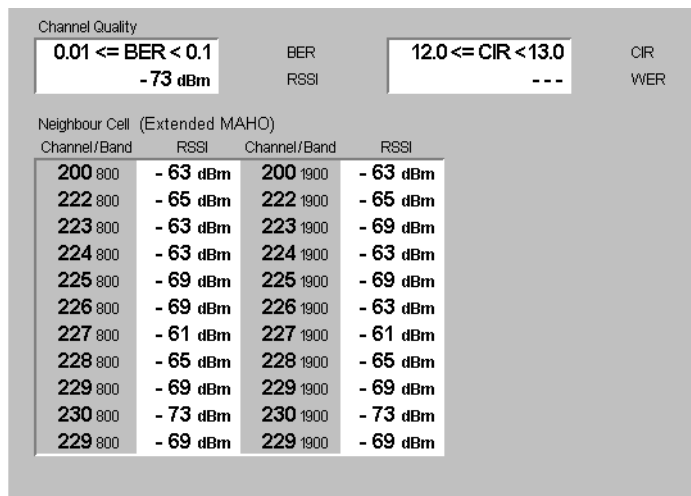 Channel Quality
0.01 <= BER < 0.1 BER 12.0 <= CIR <13.0 CIR
- 73 dBm RSSI - - - WER
Neighbour Cell (Extended MAHO)
Channel/Band RSSI Channel/Band RSSI
200 800 - 63 dBm 200 1900 - 63 dBm
222 800 - 65 dBm 222 1900 - 65 dBm
223 800 - 63 dBm 223 1900 - 69 dBm
224 800 - 63 dBm 224 1900 - 63 dBm
225 800 - 69 dBm 225 1900 - 69 dBm
226 800 - 69 dBm 226 1900 - 63 dBm
227 800 - 61 dBm 227 1900 - 61 dBm
228 800 - 65 dBm 228 1900 - 65 dBm
229 800 - 69 dBm 229 1900 - 69 dBm
230 800 - 73 dBm 230 1900 - 73 dBm
229 800 - 69 dBm 229 1900 - 69 dBm